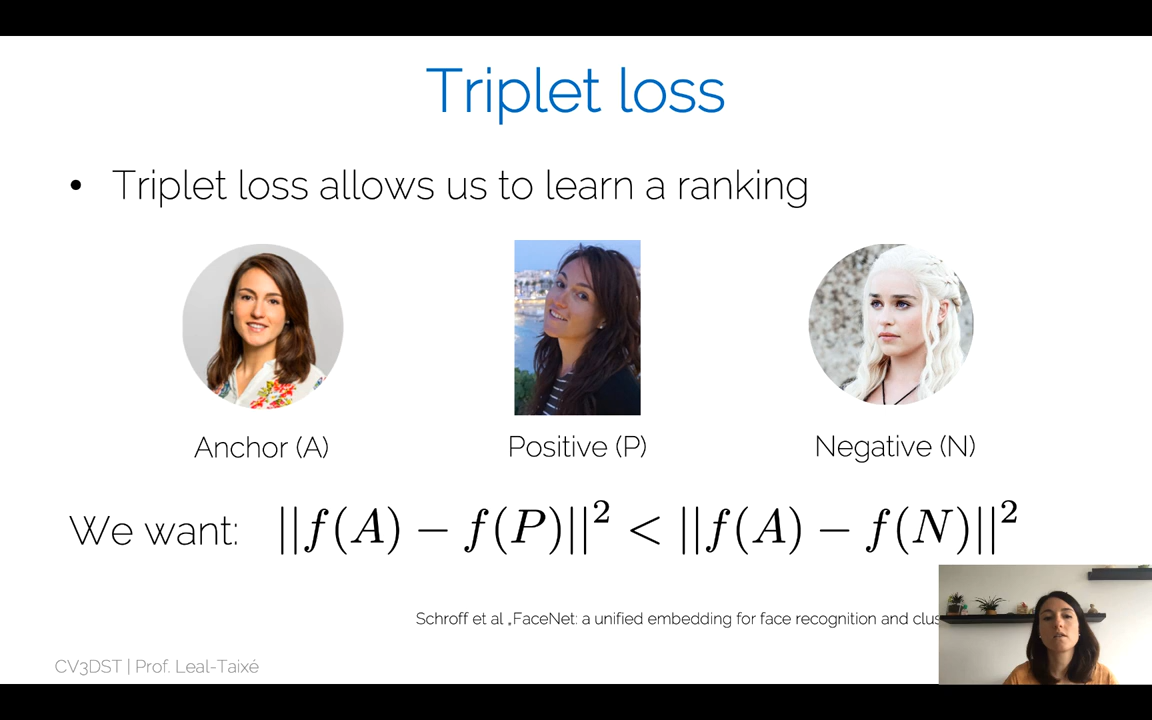 Triplet loss
• Triplet loss allows us to learn a ranking
Anchor (A)
Positive (P)
Negative (N)
We want: ||f(A) − f(P)||² < ||f(A) − f(N)||²
Schroff et al „FaceNet: a unified embedding for face recognition and clus
CV3DST | Prof. Leal-Taixé